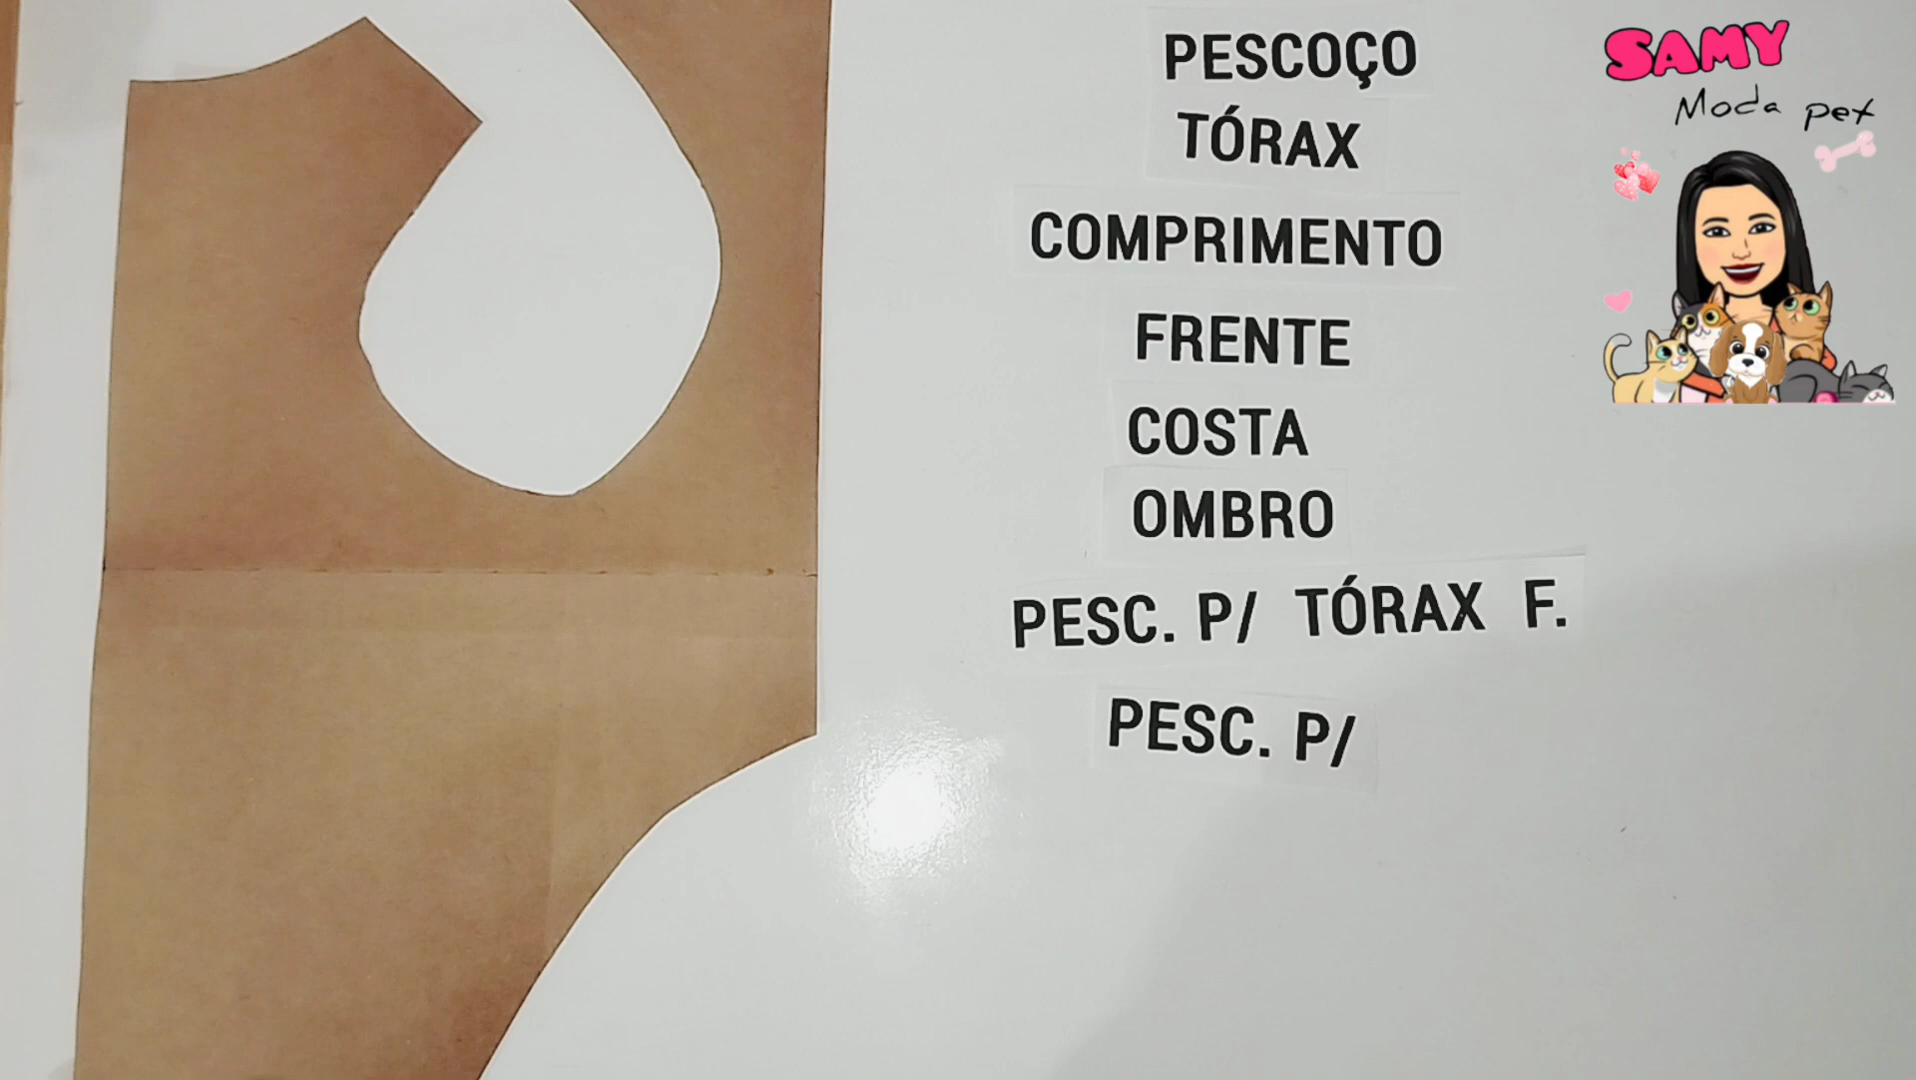 PESCOÇO
TÓRAX
COMPRIMENTO
FRENTE
COSTA
OMBRO
PESC. P/ TÓRAX F.
PESC. P/
SAMY
Moda pet